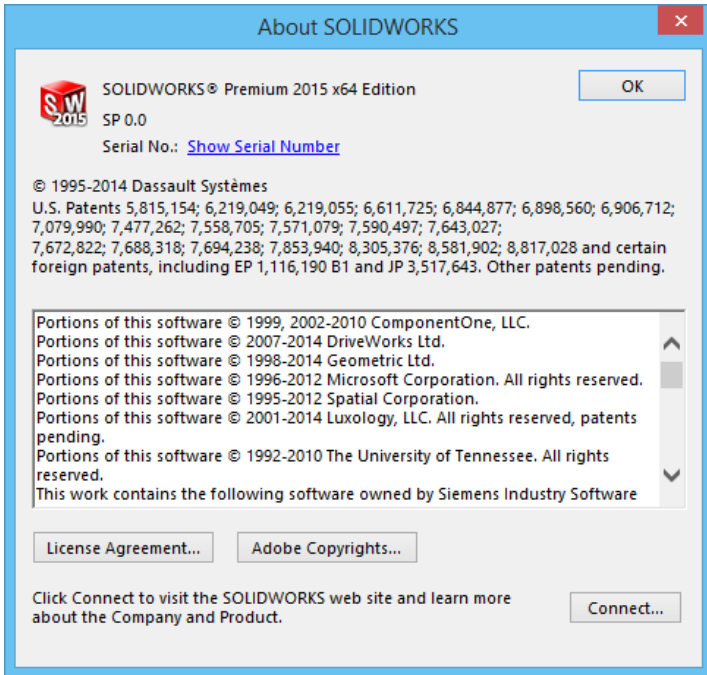 About SOLIDWORKS
SOLIDWORKS® Premium 2015 x64 Edition
OK
SW
2015
SP 0.0
Serial No.: Show Serial Number
© 1995-2014 Dassault Systèmes
U.S. Patents 5,815,154; 6,219,049; 6,219,055; 6,611,725; 6,844,877; 6,898,560; 6,906,712;
7,079,990; 7,477,262; 7,558,705; 7,571,079; 7,590,497; 7,643,027;
7,672,822; 7,688,318; 7,694,238; 7,853,940; 8,305,376; 8,581,902; 8,817,028 and certain
foreign patents, including EP 1,116,190 B1 and JP 3,517,643. Other patents pending.
Portions of this software © 1999, 2002-2010 ComponentOne, LLC.
Portions of this software © 2007-2014 DriveWorks Ltd.
Portions of this software © 1998-2014 Geometric Ltd.
Portions of this software © 1996-2012 Microsoft Corporation. All rights reserved.
Portions of this software © 1995-2012 Spatial Corporation.
Portions of this software © 2001-2014 Luxology, LLC. All rights reserved, patents
pending.
Portions of this software © 1992-2010 The University of Tennessee. All rights
reserved.
This work contains the following software owned by Siemens Industry Software
License Agreement...
Adobe Copyrights...
Click Connect to visit the SOLIDWORKS web site and learn more
about the Company and Product.
Connect...